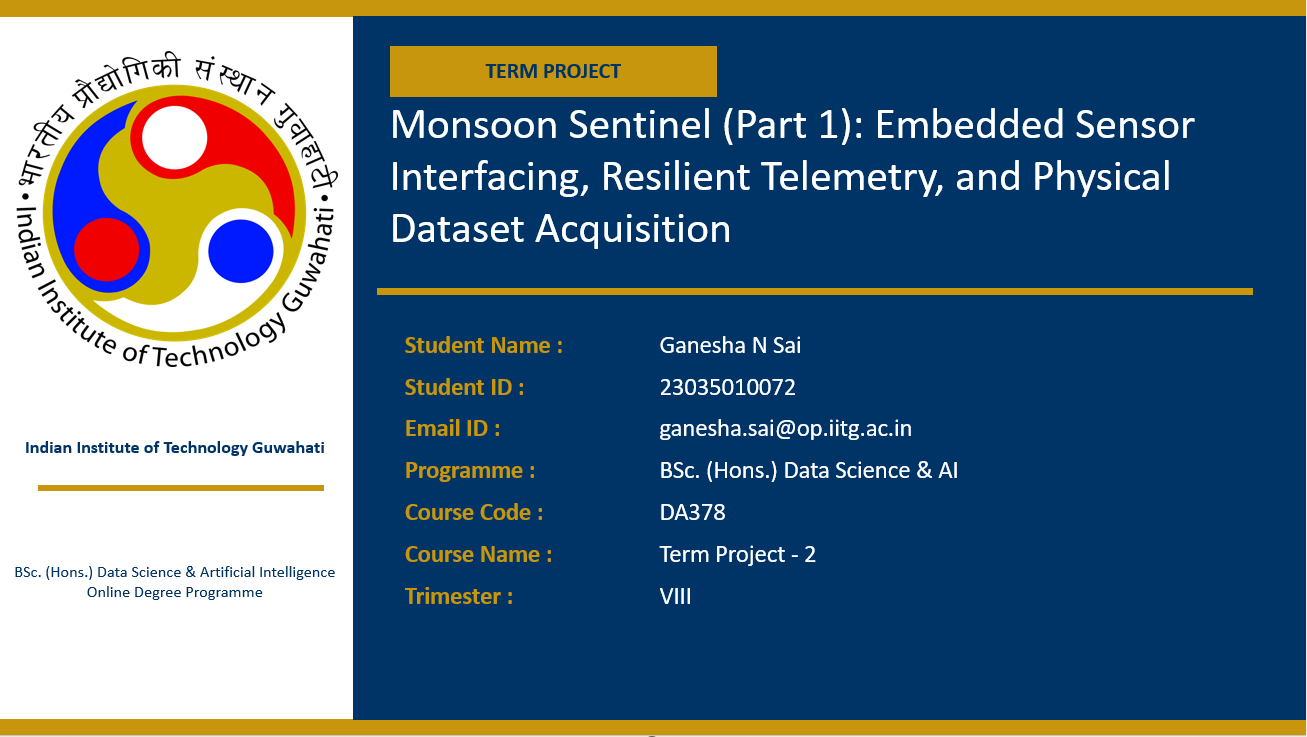 भारतीय प्रौद्योगिकी संस्थान गुवाहाटी
Indian Institute of Technology Guwahati
Indian Institute of Technology Guwahati
BSc. (Hons.) Data Science & Artificial Intelligence
Online Degree Programme
TERM PROJECT
Monsoon Sentinel (Part 1): Embedded Sensor
Interfacing, Resilient Telemetry, and Physical
Dataset Acquisition
Student Name : Ganesha N Sai
Student ID : 23035010072
Email ID : ganesha.sai@op.iitg.ac.in
Programme : BSc. (Hons.) Data Science & AI
Course Code : DA378
Course Name : Term Project - 2
Trimester : VIII